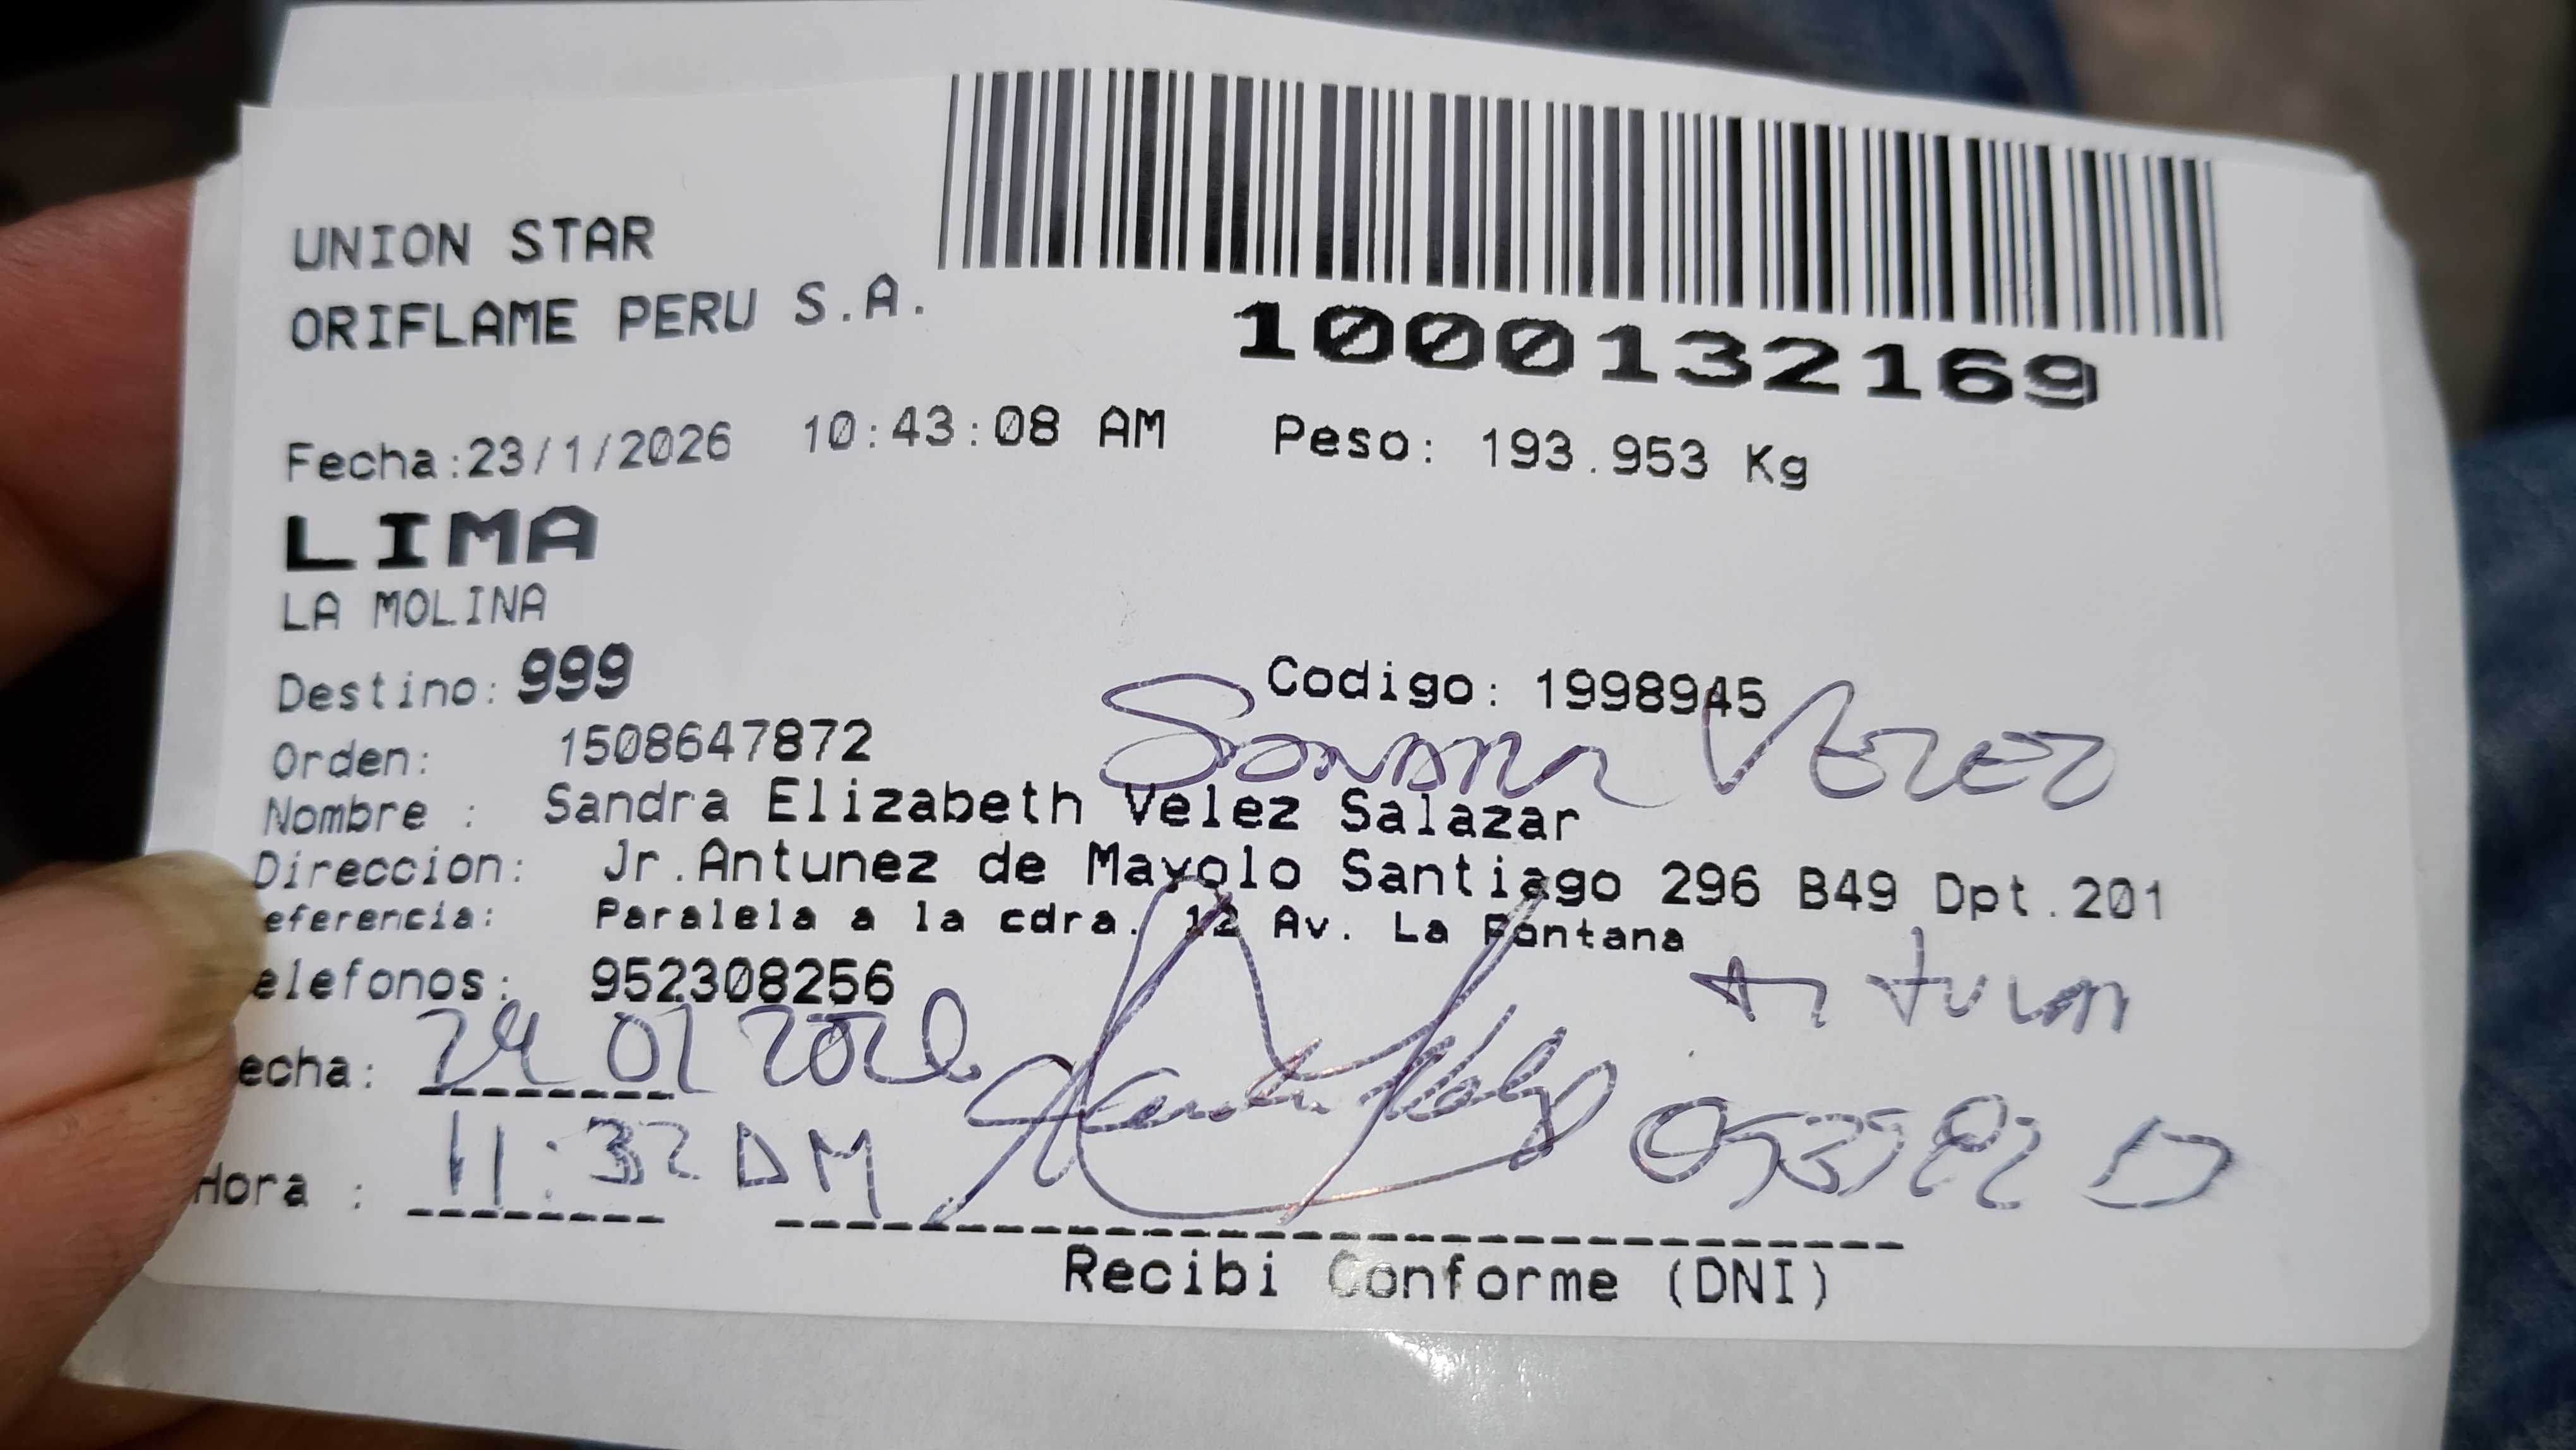 UNION STAR
ORIFLAME PERU S.A.
1000132169
Fecha:23/1/2026 10:43:08 AM Peso: 193.953 Kg
LIMA
LA MOLINA
Destino: 999 Codigo: 1998945
Orden: 1508647872
Sandra Velez
Nombre : Sandra Elizabeth Velez Salazar
Direccion: Jr.Antunez de Mayolo Santiago 296 B49 Dpt.201
eferencia: Paralela a la cdra. 12 Av. La Fontana
elefonos: 952308256
titular
echa: 24 01 2026
Hora : 11:32 AM
Recibi Conforme (DNI)